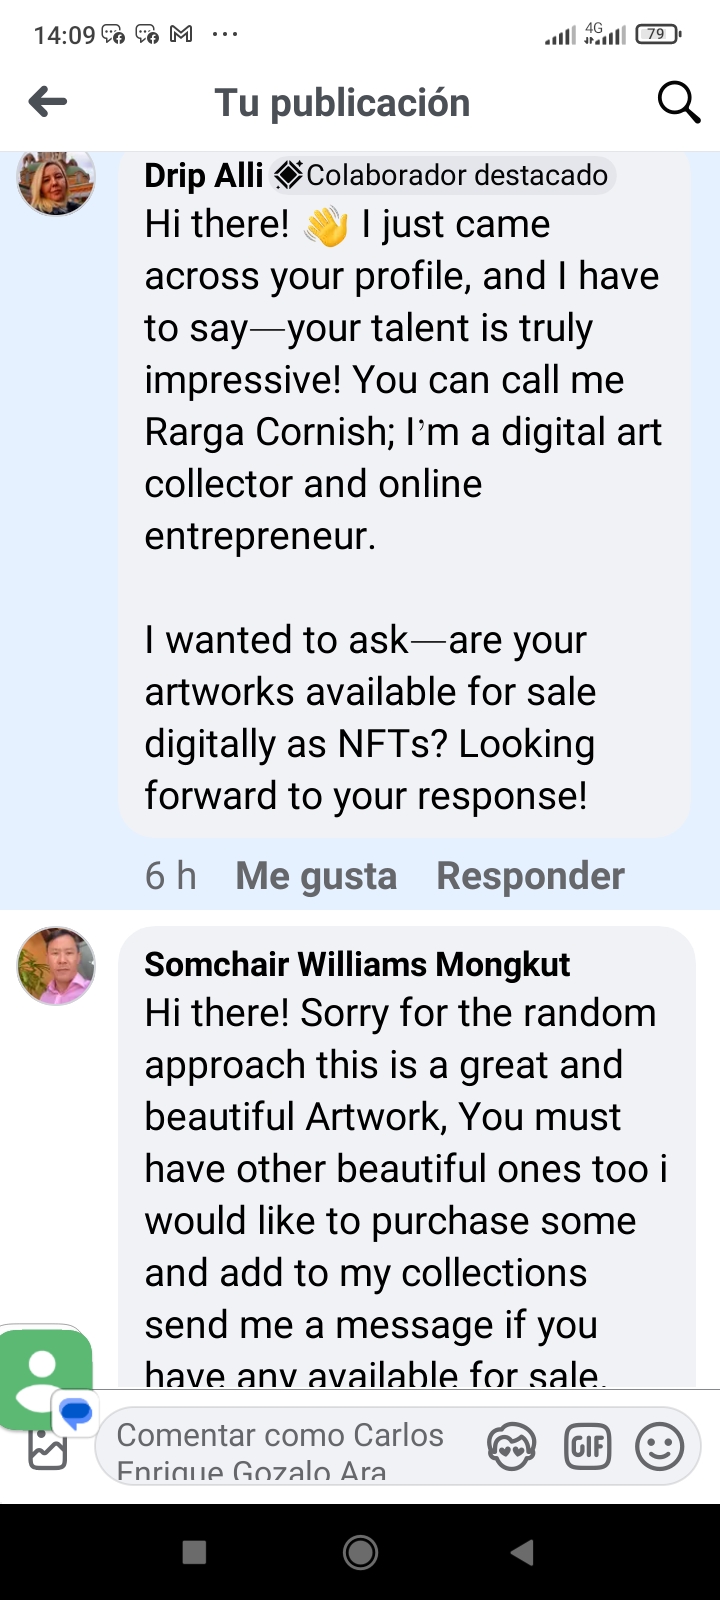 14:09 ...
4G
79
Tu publicación
Drip Alli Colaborador destacado
Hi there! 👋 I just came
across your profile, and I have
to say—your talent is truly
impressive! You can call me
Rarga Cornish; I’m a digital art
collector and online
entrepreneur.
I wanted to ask—are your
artworks available for sale
digitally as NFTs? Looking
forward to your response!
6 h Me gusta Responder
Somchair Williams Mongkut
Hi there! Sorry for the random
approach this is a great and
beautiful Artwork, You must
have other beautiful ones too i
would like to purchase some
and add to my collections
send me a message if you
have any available for sale.
Comentar como Carlos
Enrique Gozalo Ara
GIF